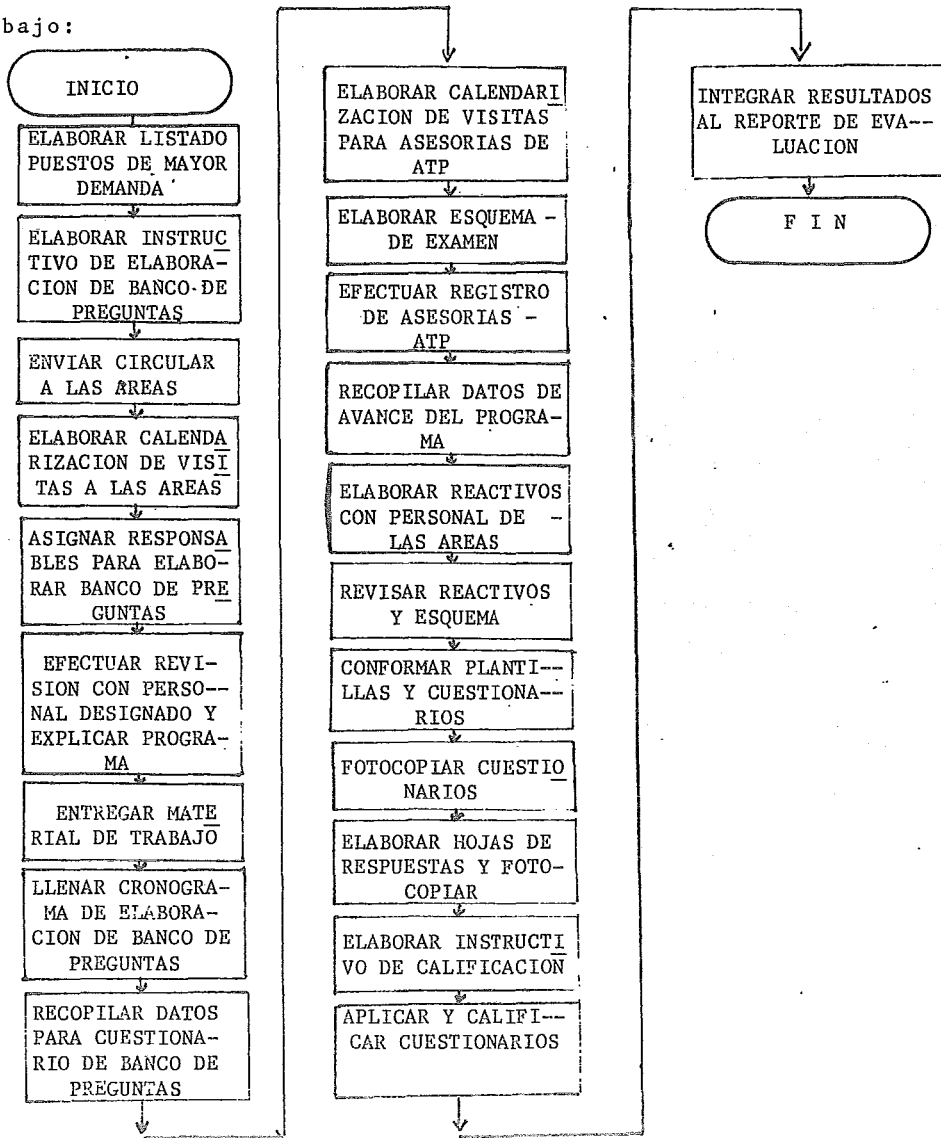 bajo:
INICIO
ELABORAR LISTADO
PUESTOS DE MAYOR
DEMANDA
ELABORAR INSTRUC
TIVO DE ELABORA-
CION DE BANCO DE
PREGUNTAS
ENVIAR CIRCULAR
A LAS AREAS
ELABORAR CALENDA
RIZACION DE VISI
TAS A LAS AREAS
ASIGNAR RESPONSA
BLES PARA ELABO-
RAR BANCO DE PRE
GUNTAS
EFECTUAR REVI-
SION CON PERSO--
NAL DESIGNADO Y
EXPLICAR PROGRA-
MA
ENTREGAR MATE
RIAL DE TRABAJO
LLENAR CRONOGRA-
MA DE ELABORA-
CION DE BANCO DE
PREGUNTAS
RECOPILAR DATOS
PARA CUESTIONA-
RIO DE BANCO DE
PREGUNTAS
ELABORAR CALENDARI
ZACION DE VISITAS
PARA ASESORIAS DE
ATP
ELABORAR ESQUEMA -
DE EXAMEN
EFECTUAR REGISTRO
DE ASESORIAS -
ATP
RECOPILAR DATOS DE
AVANCE DEL PROGRA-
MA
ELABORAR REACTIVOS
CON PERSONAL DE -
LAS AREAS
REVISAR REACTIVOS
Y ESQUEMA
CONFORMAR PLANTI--
LLAS Y CUESTIONA--
RIOS
FOTOCOPIAR CUESTIO
NARIOS
ELABORAR HOJAS DE
RESPUESTAS Y FOTO-
COPIAR
ELABORAR INSTRUCTI
VO DE CALIFICACION
APLICAR Y CALIFI--
CAR CUESTIONARIOS
INTEGRAR RESULTADOS
AL REPORTE DE EVA--
LUACION
F I N